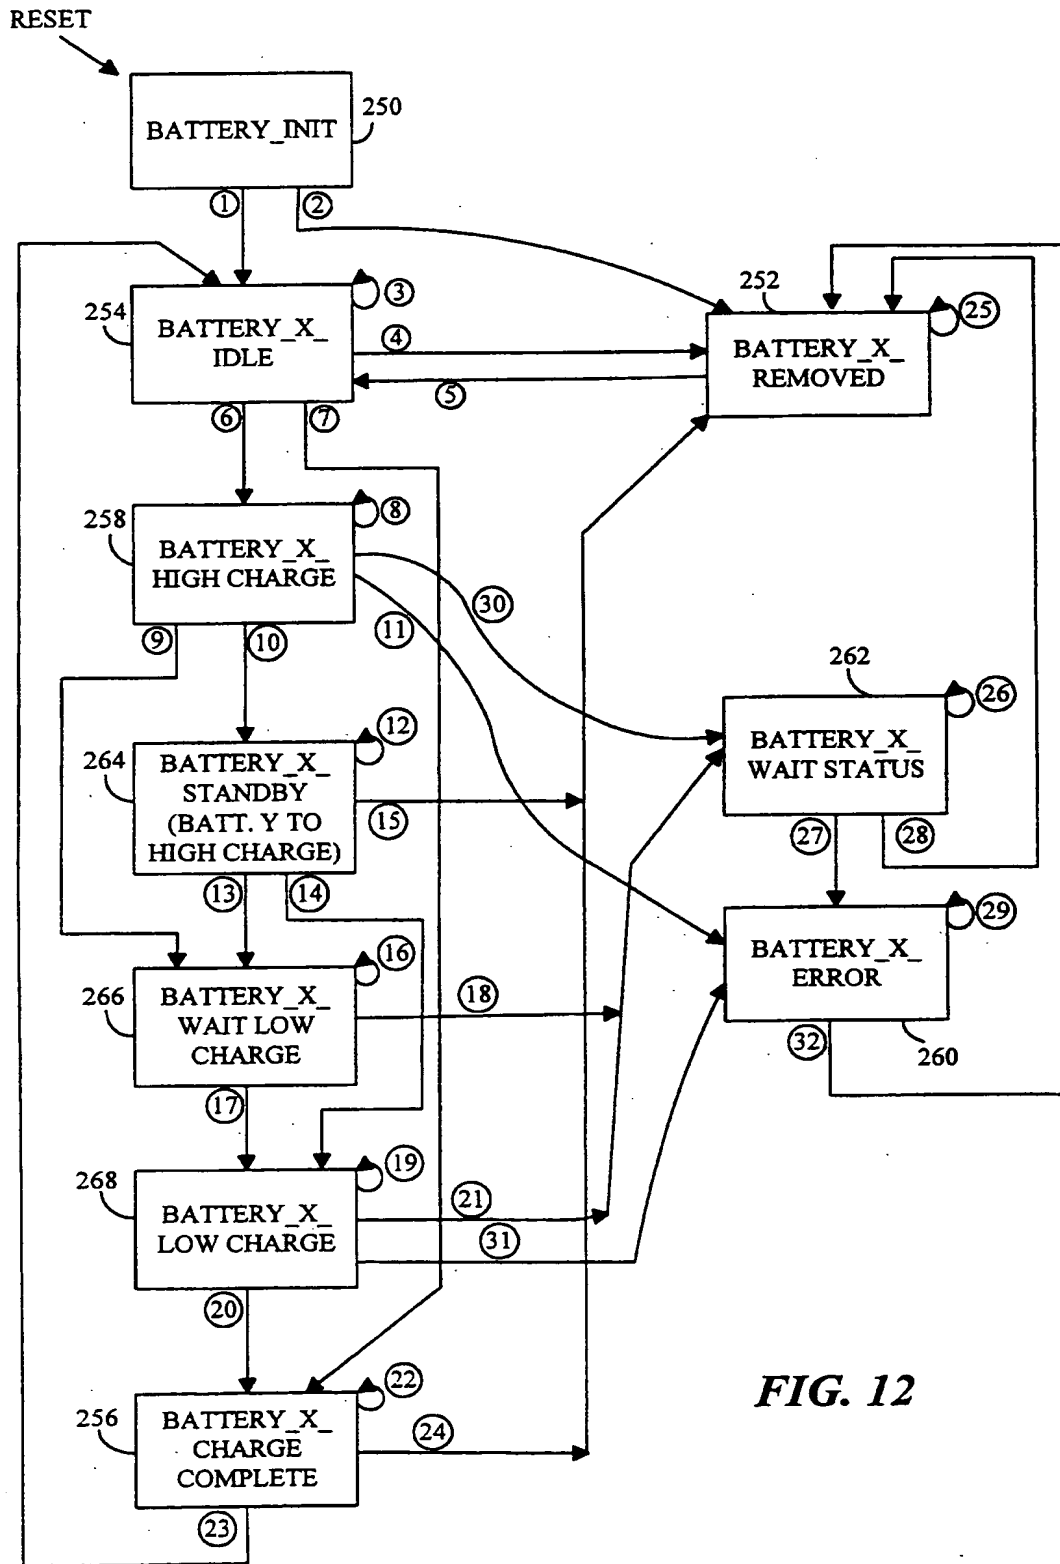 RESET
BATTERY_INIT
250
1
2
3
254
BATTERY_X_
IDLE
4
5
252
25
BATTERY_X_
REMOVED
6
7
8
258
BATTERY_X_
HIGH CHARGE
30
11
9
10
262
26
BATTERY_X_
WAIT STATUS
12
264
BATTERY_X_
STANDBY
(BATT. Y TO
HIGH CHARGE)
15
27
28
13
14
29
BATTERY_X_
ERROR
16
266
BATTERY_X_
WAIT LOW
CHARGE
18
32
260
17
19
268
BATTERY_X_
LOW CHARGE
21
31
20
22
256
BATTERY_X_
CHARGE
COMPLETE
24
23
FIG. 12